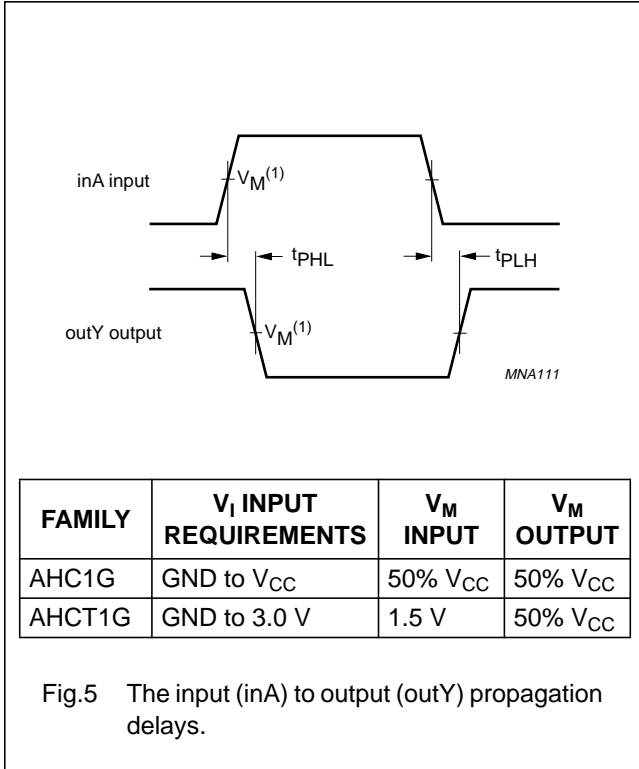 inA input
V_M(1)
t_PHL
t_PLH
outY output
V_M(1)
MNA111
FAMILY
V_I INPUT REQUIREMENTS
V_M INPUT
V_M OUTPUT
AHC1G
GND to V_CC
50% V_CC
50% V_CC
AHCT1G
GND to 3.0 V
1.5 V
50% V_CC
Fig.5 The input (inA) to output (outY) propagation
delays.